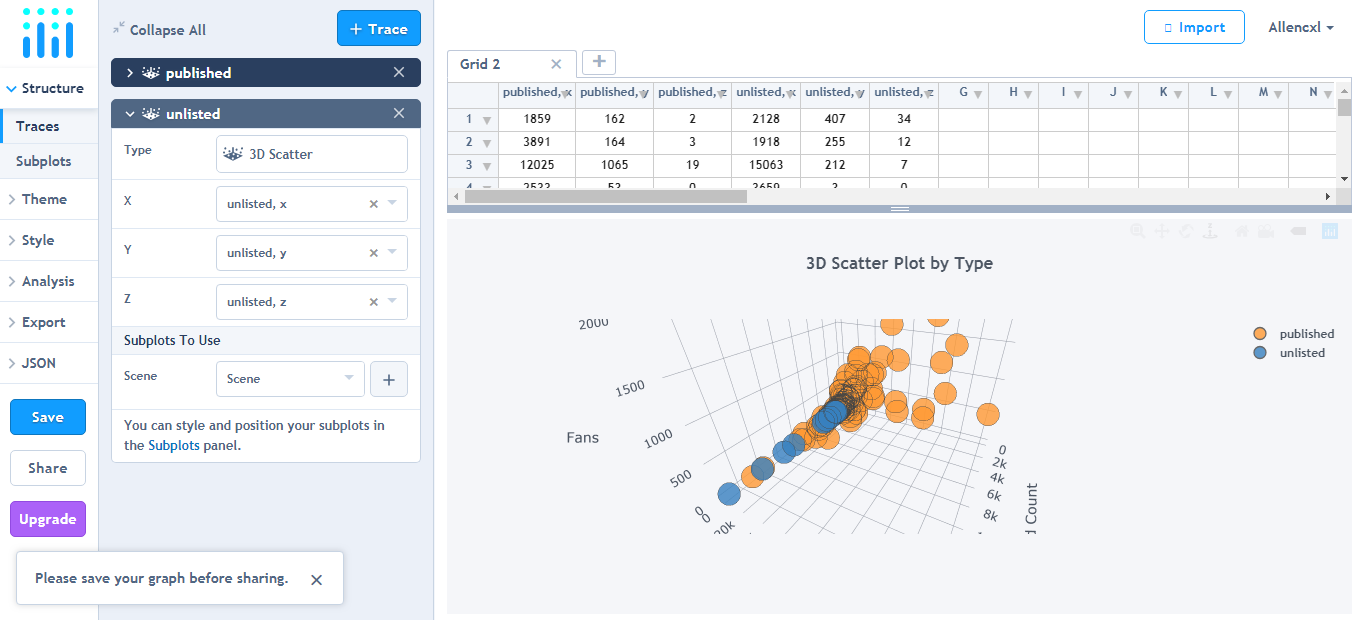 Collapse All
+ Trace
Import
Allencxl
Structure
Traces
Subplots
Theme
Style
Analysis
Export
JSON
Save
Share
Upgrade
published
unlisted
Type
3D Scatter
X
unlisted, x
Y
unlisted, y
Z
unlisted, z
Subplots To Use
Scene
Scene
+
You can style and position your subplots in
the Subplots panel.
Please save your graph before sharing.
Grid 2
+
published, x published, y published, z unlisted, x unlisted, y unlisted, z G H I J K L M N
1 1859 162 2 2128 407 34
2 3891 164 3 1918 255 12
3 12025 1065 19 15063 212 7
4 2533 52 0 3659 3 0
3D Scatter Plot by Type
published
unlisted
2000
1500
1000
500
0
Fans
0
20k
0
2k
4k
6k
8k
d Count